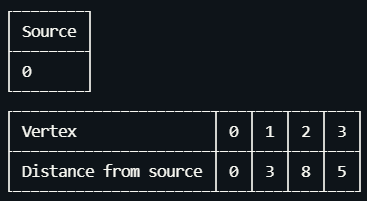 Source
0
Vertex 0 1 2 3
Distance from source 0 3 8 5